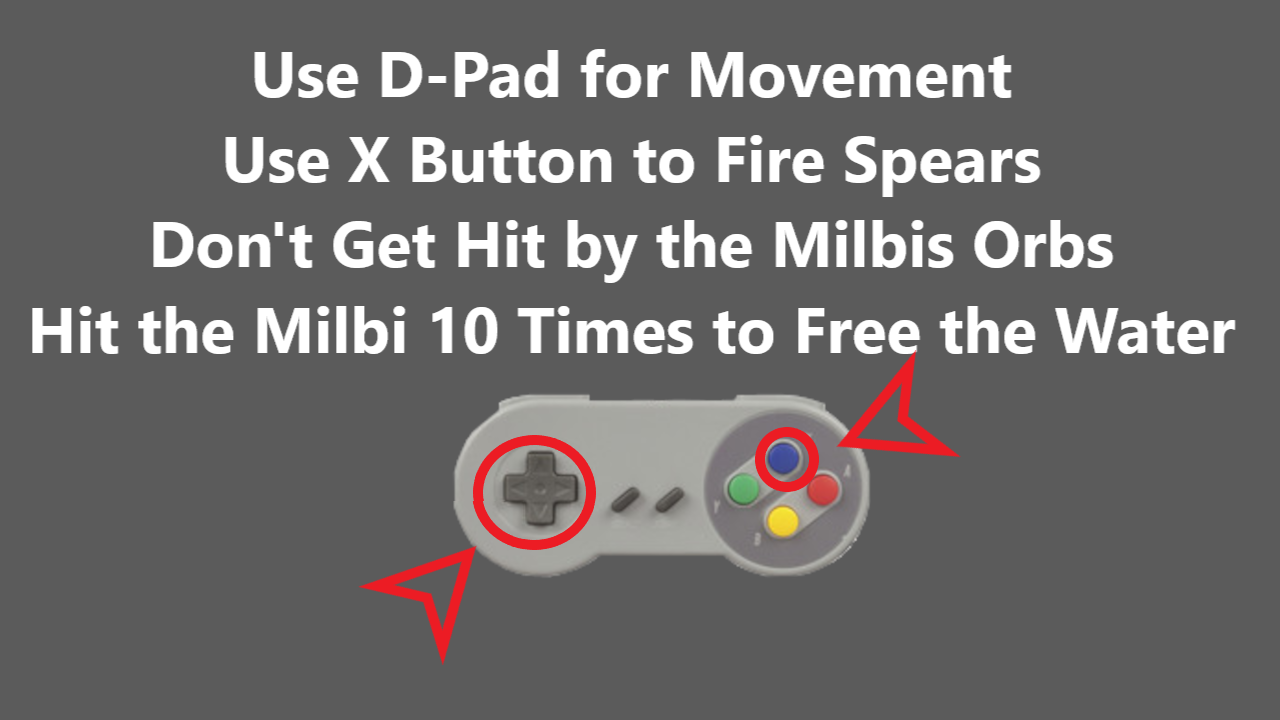 Use D-Pad for Movement
Use X Button to Fire Spears
Don't Get Hit by the Milbis Orbs
Hit the Milbi 10 Times to Free the Water
A
Y
B